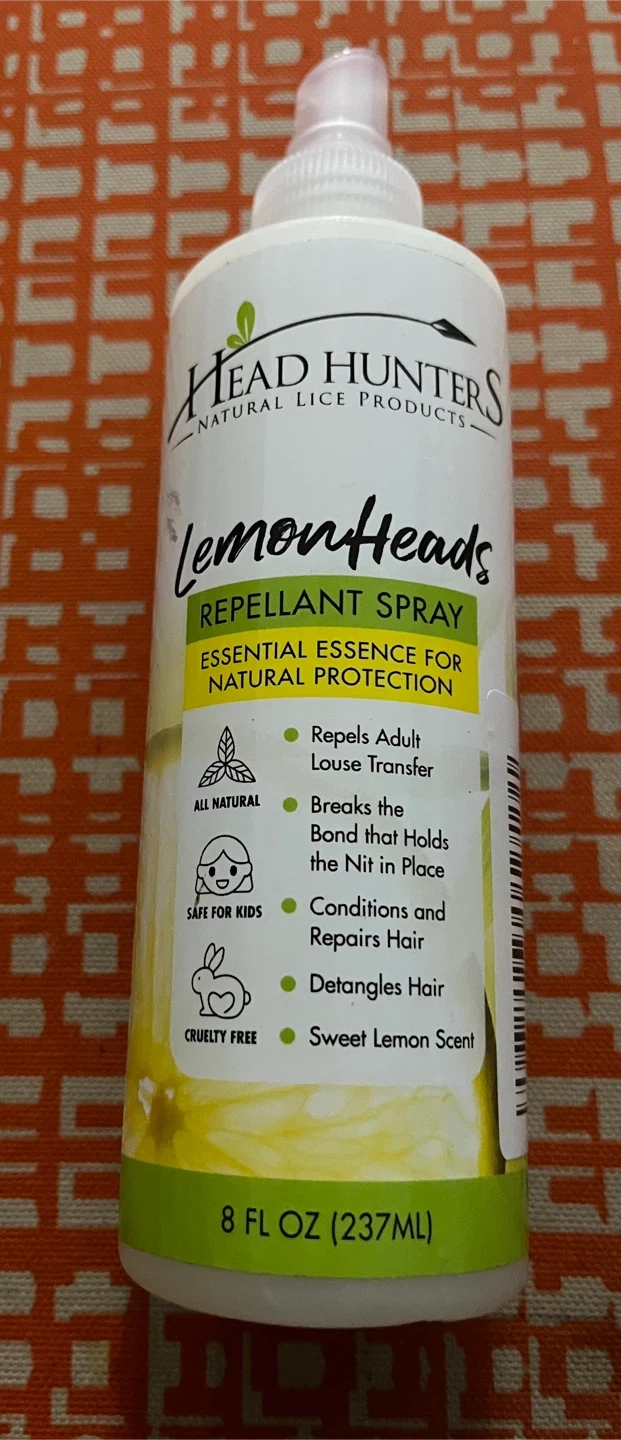 HEAD HUNTERS
NATURAL LICE PRODUCTS
LemonHeads
REPELLANT SPRAY
ESSENTIAL ESSENCE FOR
NATURAL PROTECTION
ALL NATURAL
SAFE FOR KIDS
CRUELTY FREE
Repels Adult
Louse Transfer
Breaks the
Bond that Holds
the Nit in Place
Conditions and
Repairs Hair
Detangles Hair
Sweet Lemon Scent
8 FL OZ (237ML)